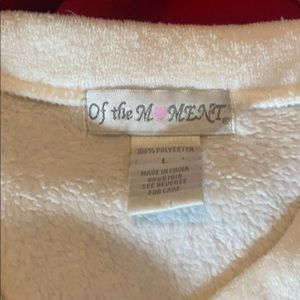 Of the MOMENT
100% POLYESTER
L
MADE IN CHINA
SEE REVERSE
FOR CARE